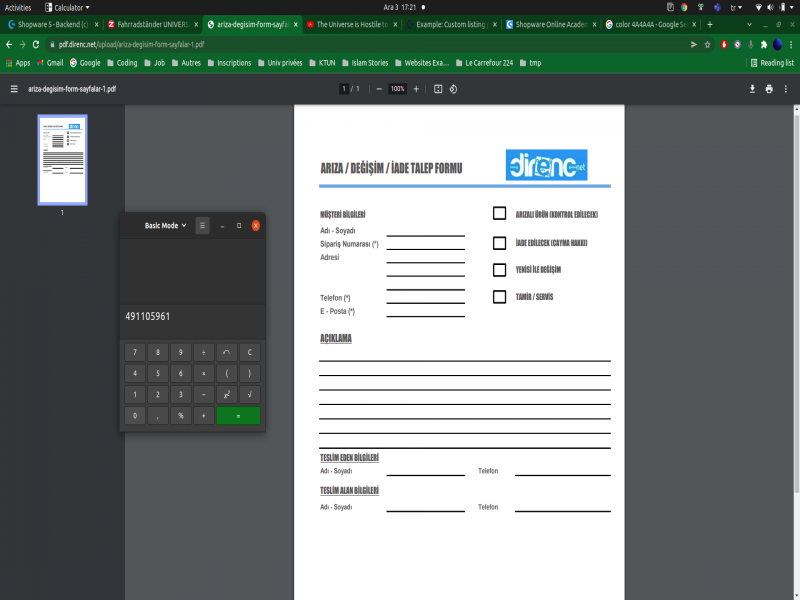 Activities Calculator Ara 3 17:21 tr
Shopware 5 - Backend (c) Fahrradständer UNIVERS ariza-degisim-form-sayfal The Universe is Hostile to Example: Custom listing Shopware Online Academ color 4A4A4A - Google Se
pdf.direnc.net/upload/ariza-degisim-form-sayfalar-1.pdf
Apps Gmail Google Coding Job Autres Inscriptions Univ privées KTUN Islam Stories Websites Exa... Le Carrefour 224 tmp Reading list
ariza-degisim-form-sayfalar-1.pdf 1 / 1 − 100% +
1
ARIZA / DEĞİŞİM / İADE TALEP FORMU
direnc.net
MÜŞTERİ BİLGİLERİ
Adı - Soyadı
Sipariş Numarası (*)
Adresi
Telefon (*)
E - Posta (*)
ARIZALI ÜRÜN (KONTROL EDİLECEK)
İADE EDİLECEK (CAYMA HAKKI)
YENİSİ İLE DEĞİŞİM
TAMİR / SERVİS
AÇIKLAMA
TESLİM EDEN BİLGİLERİ
Adı - Soyadı Telefon
TESLİM ALAN BİLGİLERİ
Adı - Soyadı Telefon
Basic Mode
491105961
7 8 9 ÷ C
4 5 6 × ( )
1 2 3 − x² √
0 , % + =